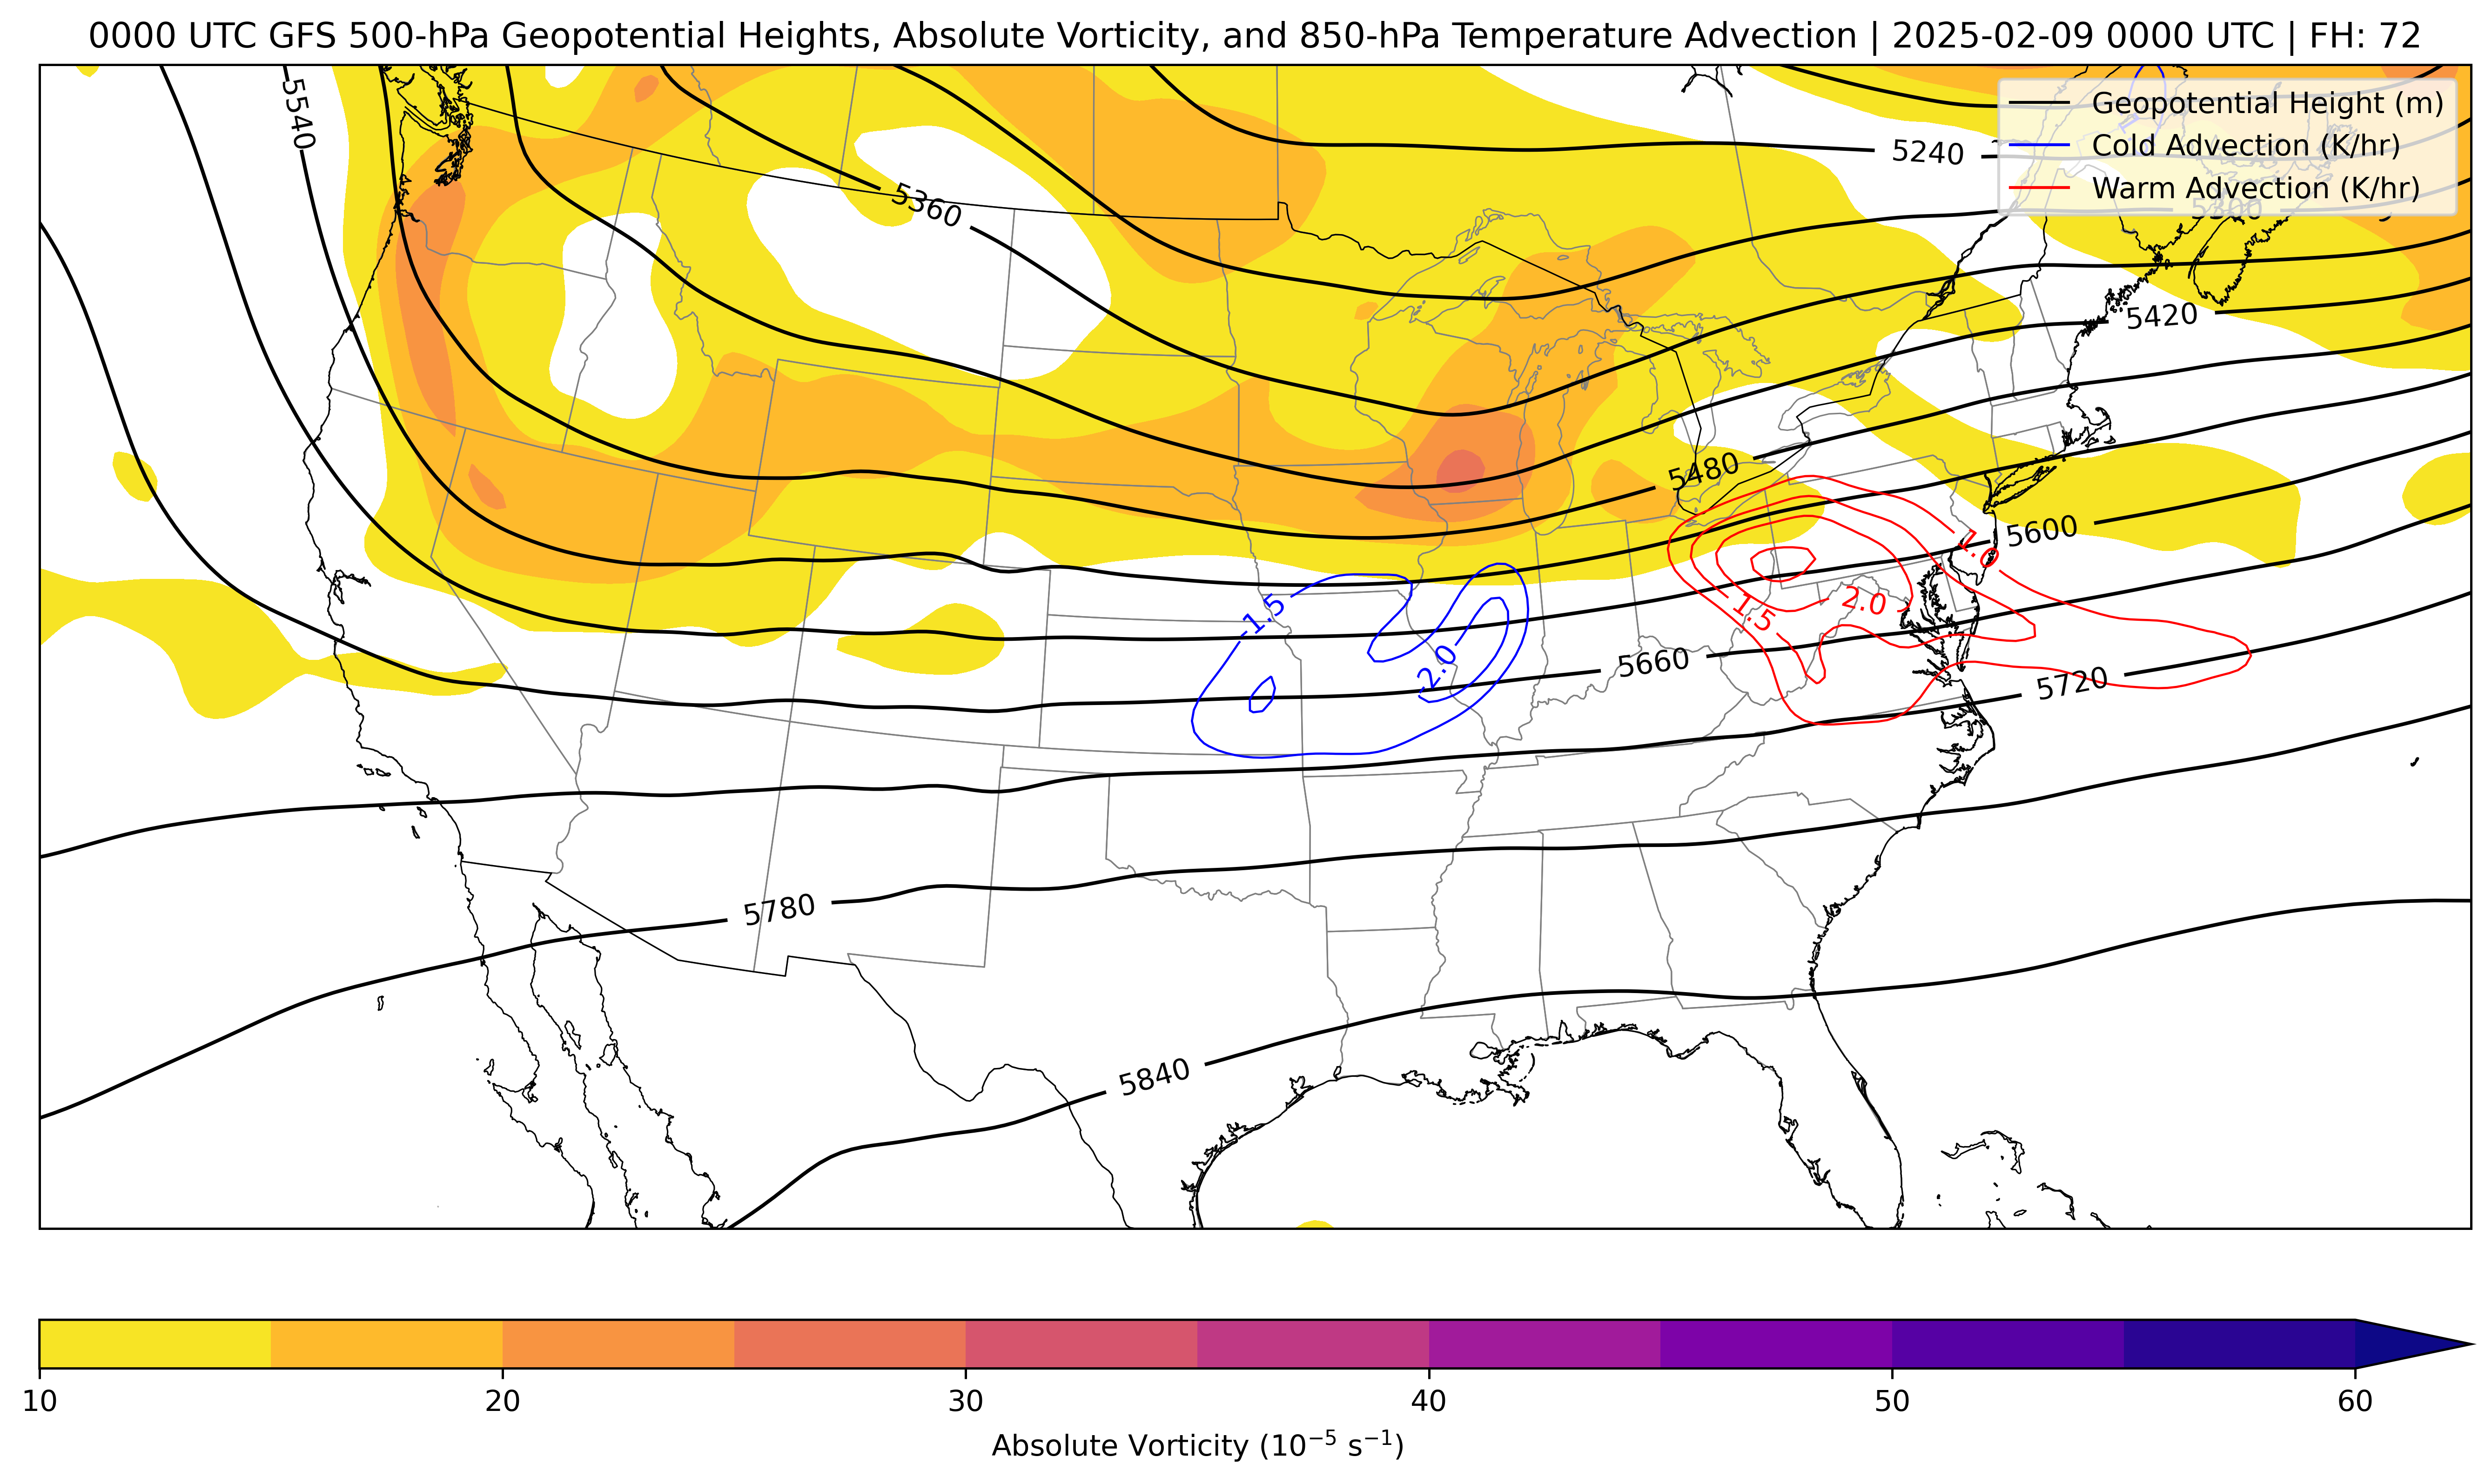 0000 UTC GFS 500-hPa Geopotential Heights, Absolute Vorticity, and 850-hPa Temperature Advection | 2025-02-09 0000 UTC | FH: 72
Geopotential Height (m)
Cold Advection (K/hr)
Warm Advection (K/hr)
5540
5240
5360
5300
5420
5480
5600
1.0
-1.5
2.0
1.5
-2.0
5660
5720
5780
5840
10 20 30 40 50 60
Absolute Vorticity (10⁻⁵ s⁻¹)